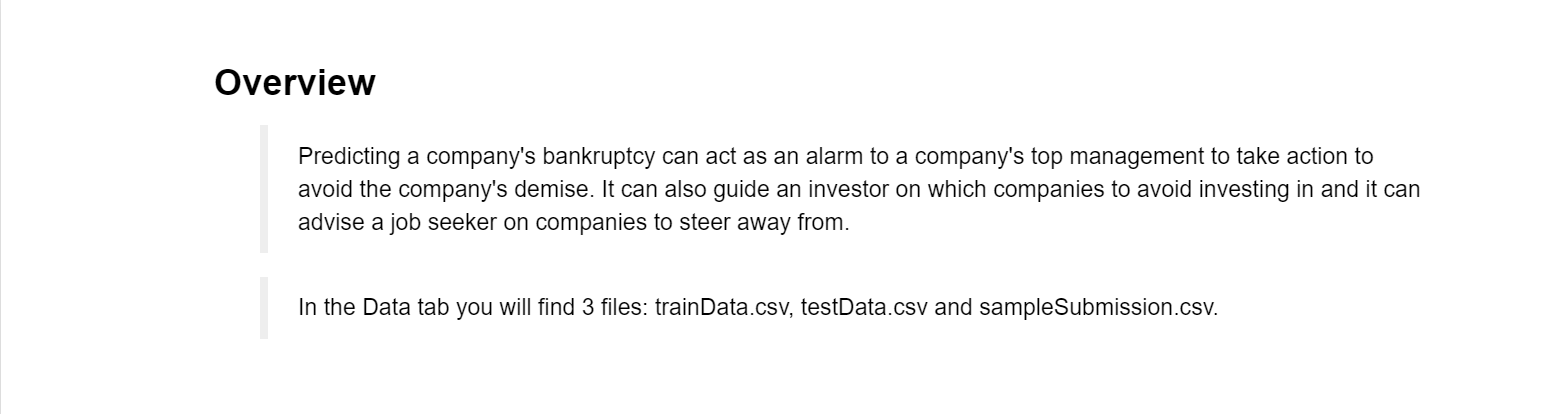 Overview
Predicting a company's bankruptcy can act as an alarm to a company's top management to take action to
avoid the company's demise. It can also guide an investor on which companies to avoid investing in and it can
advise a job seeker on companies to steer away from.
In the Data tab you will find 3 files: trainData.csv, testData.csv and sampleSubmission.csv.